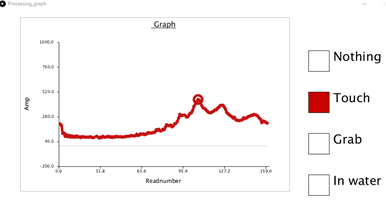 Processing_graph
Graph
Amp
1000.0
760.0
520.0
280.0
40.0
-200.0
0.0
31.8
63.6
95.4
127.2
159.0
Readnumber
Nothing
Touch
Grab
In water